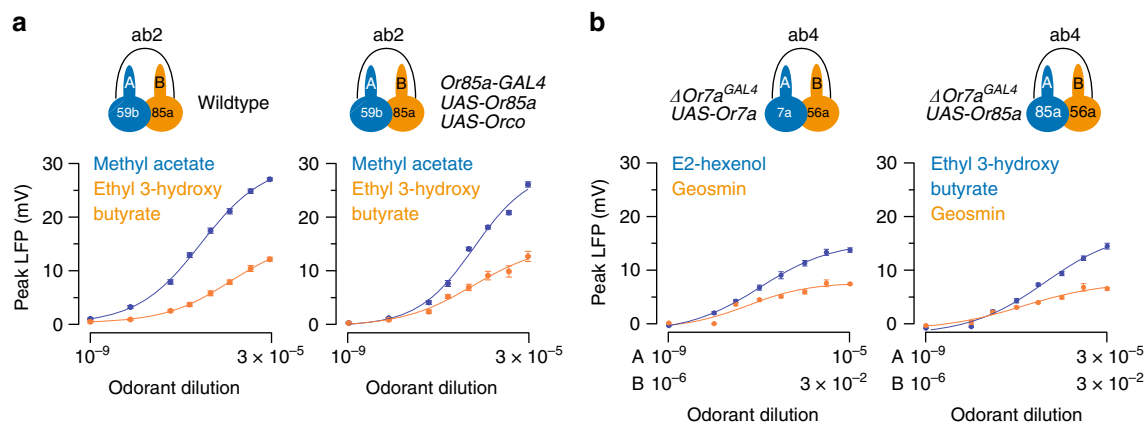 a
ab2
A
B
59b
85a
Wildtype
Methyl acetate
Ethyl 3-hydroxy
butyrate
Peak LFP (mV)
30
20
10
0
10⁻⁹
3 × 10⁻⁵
Odorant dilution
ab2
A
B
59b
85a
Or85a-GAL4
UAS-Or85a
UAS-Orco
Methyl acetate
Ethyl 3-hydroxy
butyrate
30
20
10
0
10⁻⁹
3 × 10⁻⁵
Odorant dilution
b
ab4
ΔOr7aᴳᴬᴸ⁴
UAS-Or7a
A
B
7a
56a
E2-hexenol
Geosmin
Peak LFP (mV)
30
20
10
0
A 10⁻⁹ 10⁻⁵
B 10⁻⁶ 3 × 10⁻²
Odorant dilution
ab4
ΔOr7aᴳᴬᴸ⁴
UAS-Or85a
A
B
85a
56a
Ethyl 3-hydroxy
butyrate
Geosmin
30
20
10
0
A 10⁻⁹ 3 × 10⁻⁵
B 10⁻⁶ 3 × 10⁻²
Odorant dilution